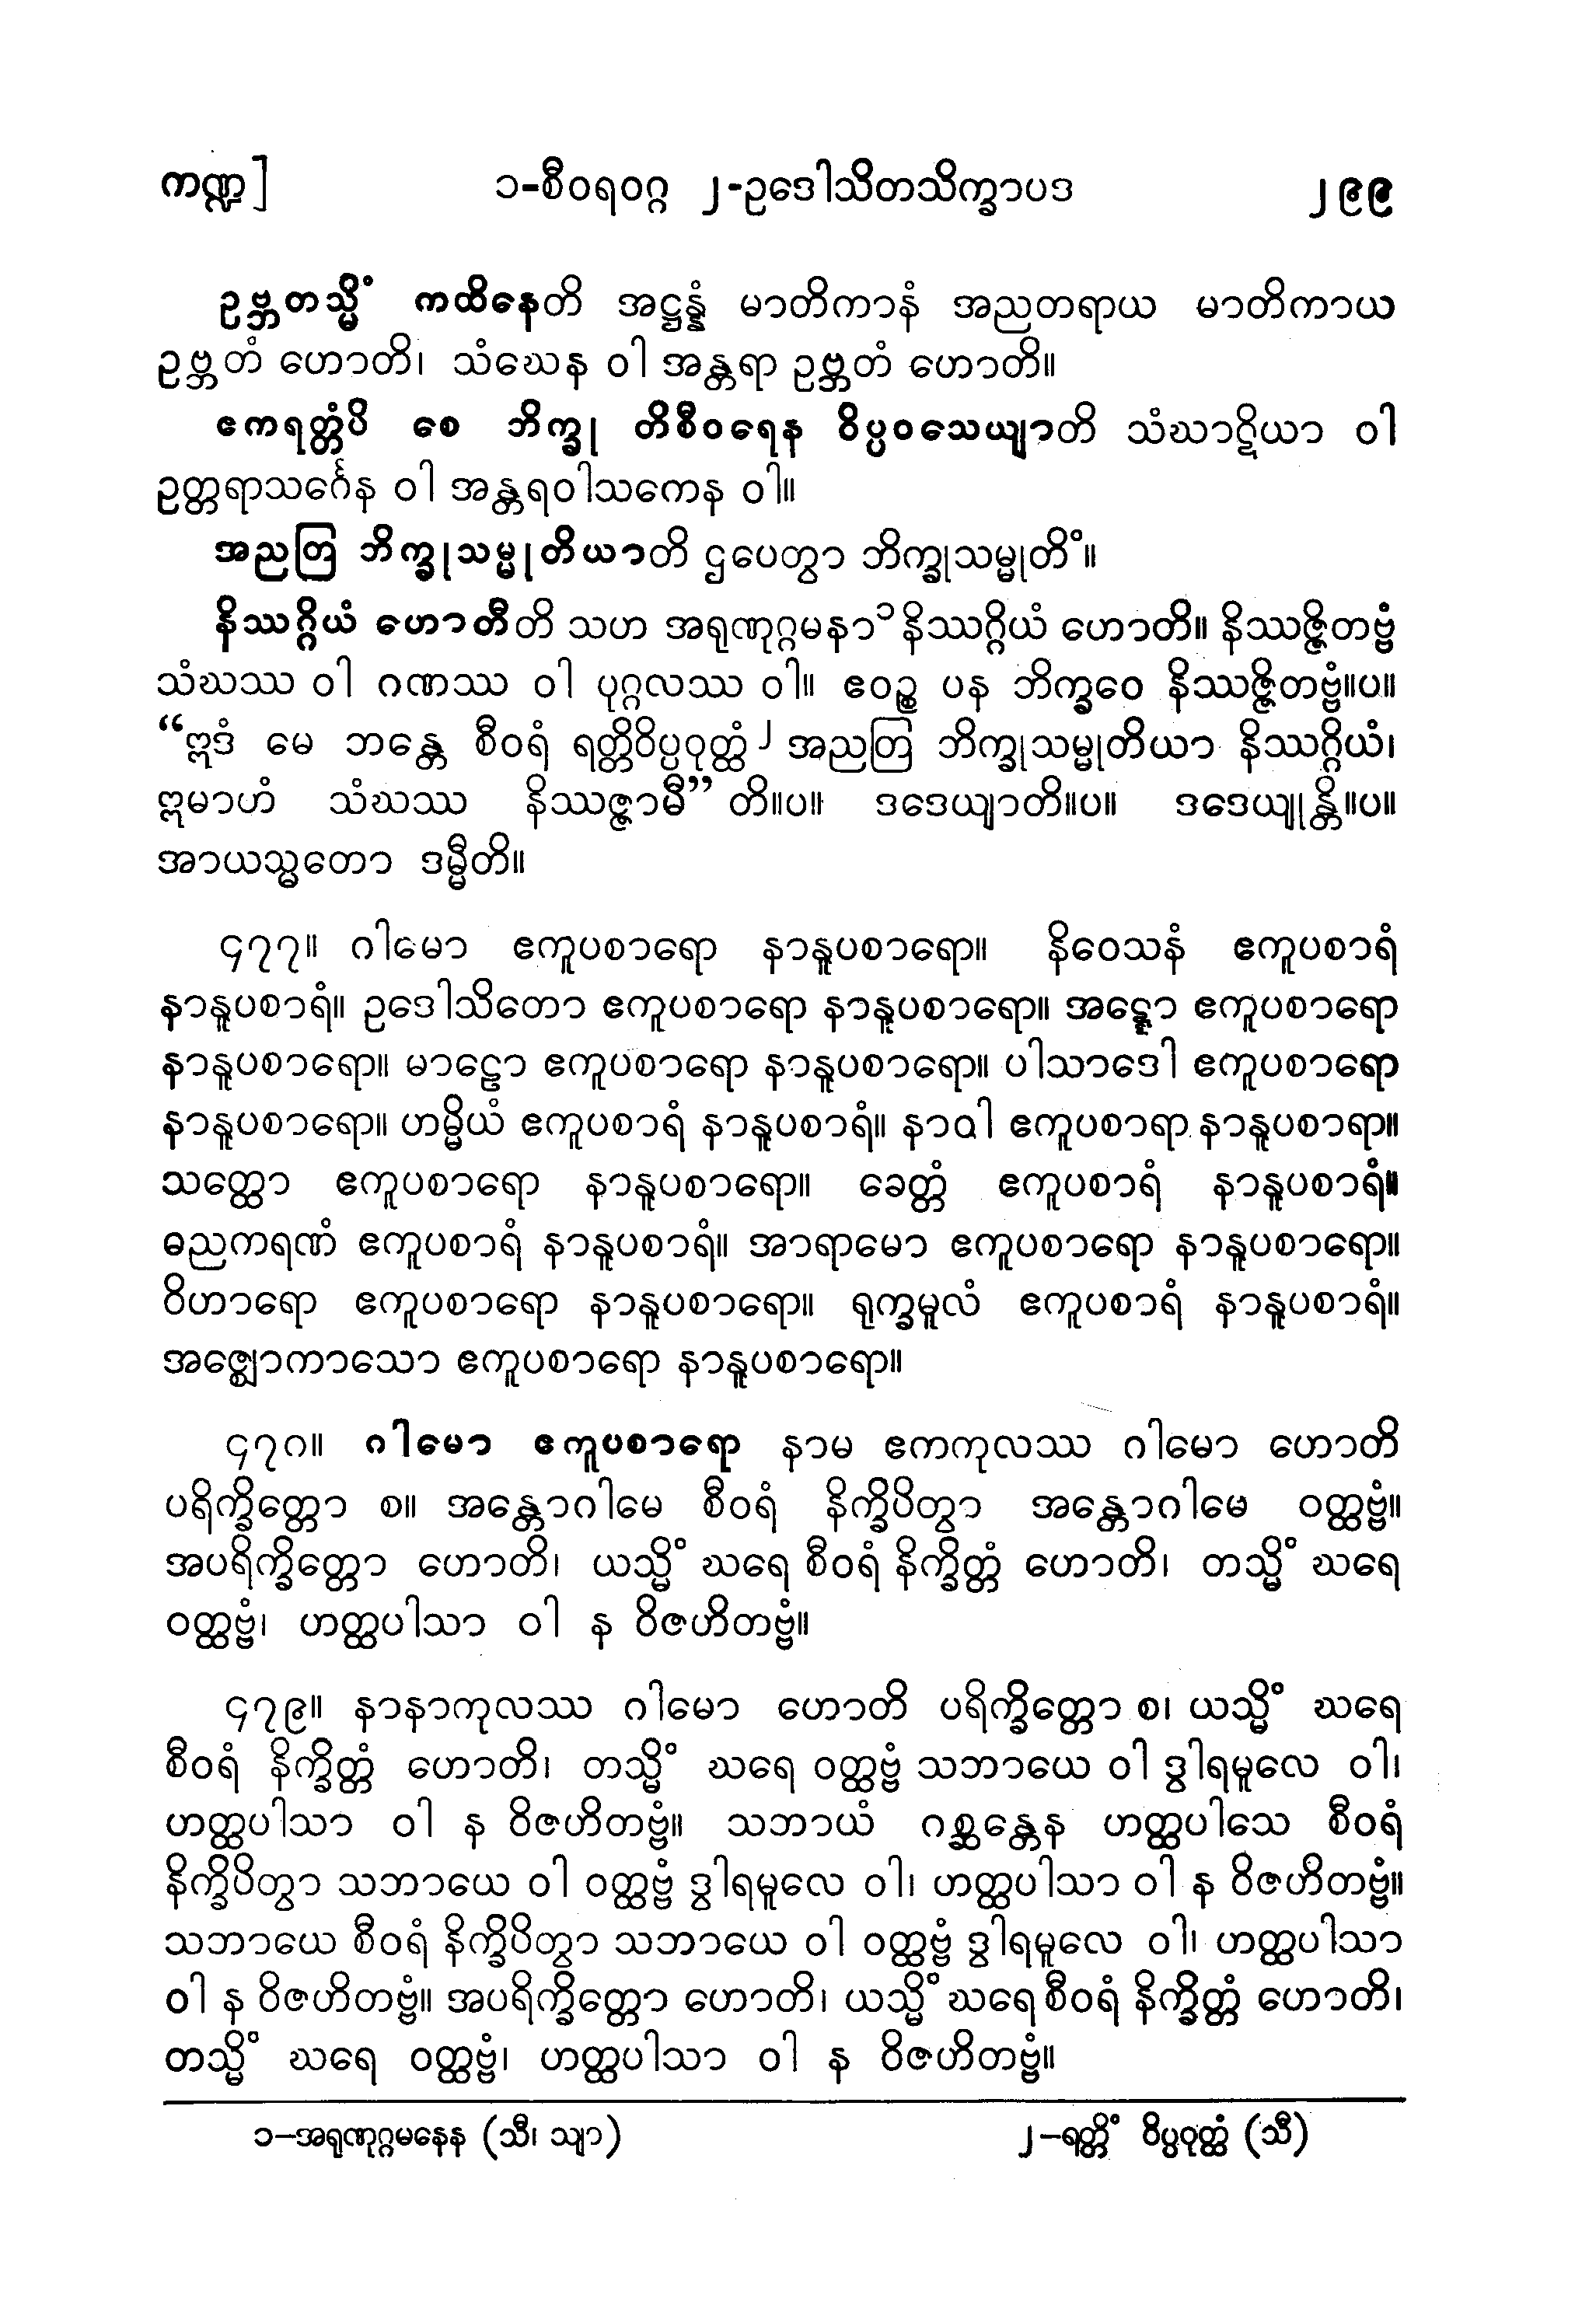 ကဏ္ဍ] ၁-စီဝရဝဂ္ဂ ၂-ဥဒေါသိတသိက္ခာပဒ ၂၉၉
ဥဗ္ဘတသ္မိံ ကထိနေတိ အဋ္ဌန္နံ မာတိကာနံ အညတရာယ မာတိကာယ
ဥဗ္ဘတံ ဟောတိ၊ သံဃေန ဝါ အန္တရာ ဥဗ္ဘတံ ဟောတိ။
ဧကရတ္တံပိ စေ ဘိက္ခု တိစီဝရေန ဝိပ္ပဝသေယျာတိ သံဃာဋိယာ ဝါ
ဥတ္တရာသင်္ဂေန ဝါ အန္တရဝါသကေန ဝါ။
အညတြ ဘိက္ခုသမ္မုတိယာတိ ဌပေတွာ ဘိက္ခုသမ္မုတိံ။
နိဿဂ္ဂိယံ ဟောတီတိ သဟ အရုဏုဂ္ဂမနာ၁ နိဿဂ္ဂိယံ ဟောတိ။ နိဿဇ္ဇိတဗ္ဗံ
သံဃဿ ဝါ ဂဏဿ ဝါ ပုဂ္ဂလဿ ဝါ။ ဧဝဉ္စ ပန ဘိက္ခဝေ နိဿဇ္ဇိတဗ္ဗံ။ပ။
“ဣဒံ မေ ဘန္တေ စီဝရံ ရတ္တိဝိပ္ပဝုတ္ထံ၂ အညတြ ဘိက္ခုသမ္မုတိယာ နိဿဂ္ဂိယံ၊
ဣမာဟံ သံဃဿ နိဿဇ္ဇာမီ” တိ။ပ။ ဒဒေယျာတိ။ပ။ ဒဒေယျုန္တိ။ပ။
အာယသ္မတော ဒမ္မီတိ။
၄၇၇။ ဂါမော ဧကူပစာရော နာနူပစာရော။ နိဝေသနံ ဧကူပစာရံ
နာနူပစာရံ။ ဥဒေါသိတော ဧကူပစာရော နာနူပစာရော။ အဋ္ဋော ဧကူပစာရော
နာနူပစာရော။ မာဠော ဧကူပစာရော နာနူပစာရော။ ပါသာဒေါ ဧကူပစာရော
နာနူပစာရော။ ဟမ္မိယံ ဧကူပစာရံ နာနူပစာရံ။ နာဝါ ဧကူပစာရာ နာနူပစာရာ။
သတ္ထော ဧကူပစာရော နာနူပစာရော။ ခေတ္တံ ဧကူပစာရံ နာနူပစာရံ။
ဓညကရဏံ ဧကူပစာရံ နာနူပစာရံ။ အာရာမော ဧကူပစာရော နာနူပစာရော။
ဝိဟာရော ဧကူပစာရော နာနူပစာရော။ ရုက္ခမူလံ ဧကူပစာရံ နာနူပစာရံ။
အဇ္ဈောကာသော ဧကူပစာရော နာနူပစာရော။
၄၇၈။ ဂါမော ဧကူပစာရော နာမ ဧကကုလဿ ဂါမော ဟောတိ
ပရိက္ခိတ္တော စ။ အန္တောဂါမေ စီဝရံ နိက္ခိပိတွာ အန္တောဂါမေ ဝတ္ထဗ္ဗံ။
အပရိက္ခိတ္တော ဟောတိ၊ ယသ္မိံ ဃရေ စီဝရံ နိက္ခိတ္တံ ဟောတိ၊ တသ္မိံ ဃရေ
ဝတ္ထဗ္ဗံ၊ ဟတ္ထပါသာ ဝါ န ဝိဇဟိတဗ္ဗံ။
၄၇၉။ နာနာကုလဿ ဂါမော ဟောတိ ပရိက္ခိတ္တော စ၊ ယသ္မိံ ဃရေ
စီဝရံ နိက္ခိတ္တံ ဟောတိ၊ တသ္မိံ ဃရေ ဝတ္ထဗ္ဗံ သဘာယေ ဝါ ဒွါရမူလေ ဝါ၊
ဟတ္ထပါသာ ဝါ န ဝိဇဟိတဗ္ဗံ။ သဘာယံ ဂစ္ဆန္တေန ဟတ္ထပါသေ စီဝရံ
နိက္ခိပိတွာ သဘာယေ ဝါ ဝတ္ထဗ္ဗံ ဒွါရမူလေ ဝါ၊ ဟတ္ထပါသာ ဝါ န ဝိဇဟိတဗ္ဗံ။
သဘာယေ စီဝရံ နိက္ခိပိတွာ သဘာယေ ဝါ ဝတ္ထဗ္ဗံ ဒွါရမူလေ ဝါ၊ ဟတ္ထပါသာ
ဝါ န ဝိဇဟိတဗ္ဗံ။ အပရိက္ခိတ္တော ဟောတိ၊ ယသ္မိံ ဃရေ စီဝရံ နိက္ခိတ္တံ ဟောတိ၊
တသ္မိံ ဃရေ ဝတ္ထဗ္ဗံ၊ ဟတ္ထပါသာ ဝါ န ဝိဇဟိတဗ္ဗံ။
၁–အရုဏုဂ္ဂမနေန (သီ၊ သျာ) ၂–ရတ္တိံ ဝိပ္ပဝုတ္ထံ (သီ)